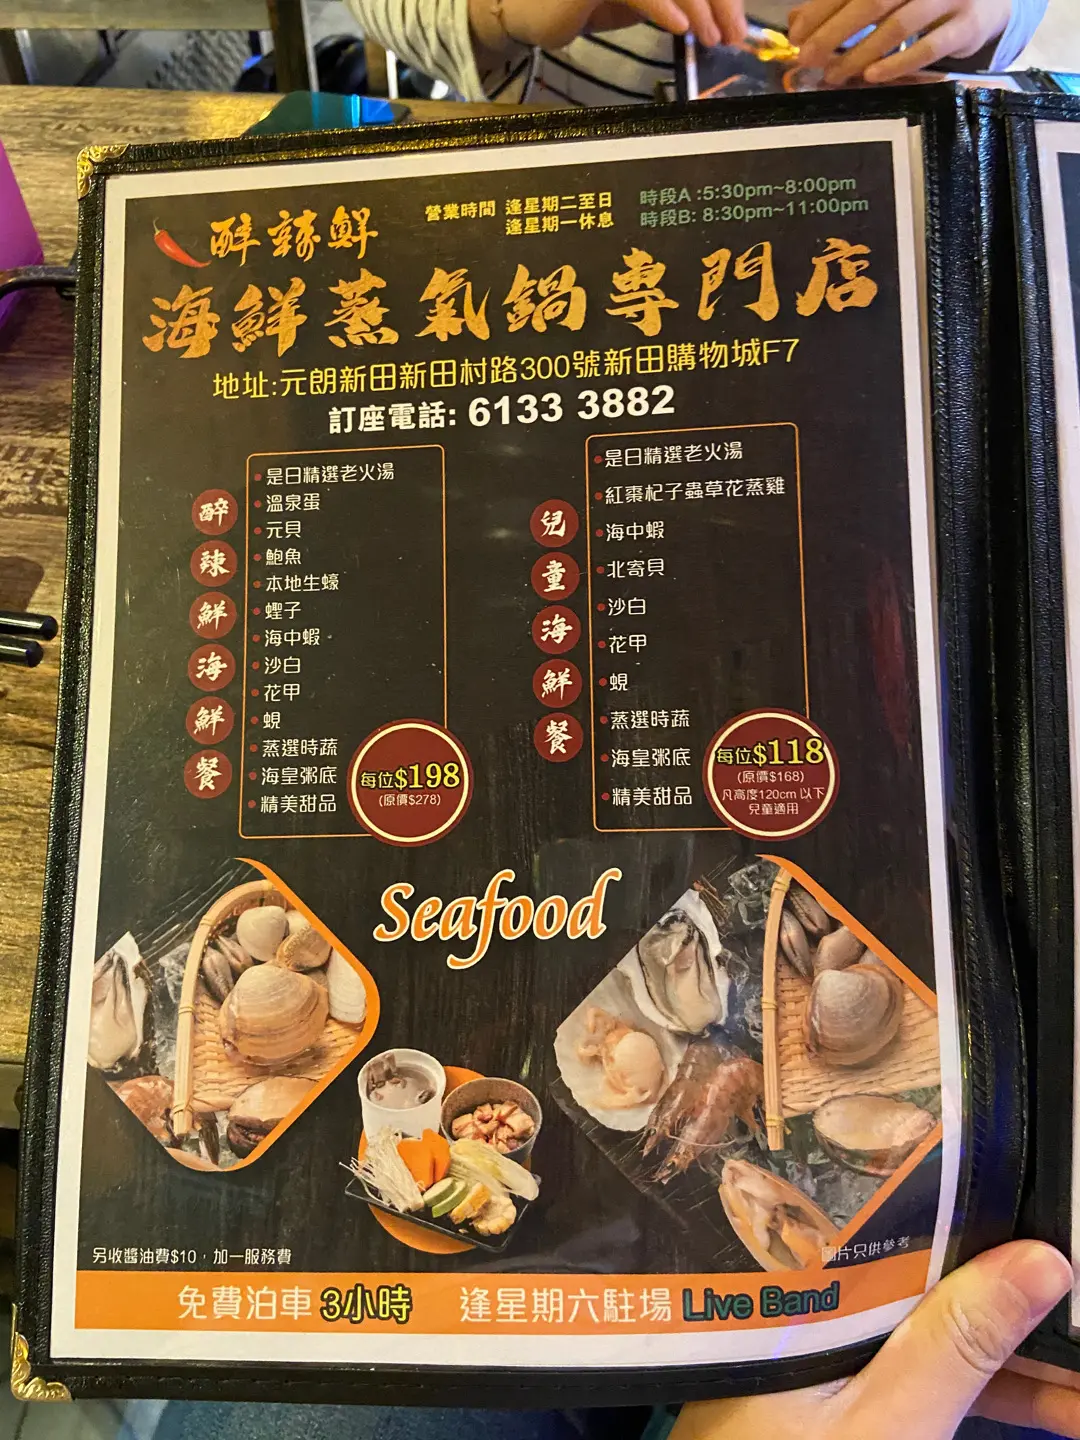 醉辣鮮
營業時間 逢星期二至日
逢星期一休息
時段A :5:30pm~8:00pm
時段B: 8:30pm~11:00pm
海鮮蒸氣鍋專門店
地址:元朗新田新田村路300號新田購物城F7
訂座電話: 6133 3882
醉辣鮮海鮮餐
•是日精選老火湯
•溫泉蛋
•元貝
•鮑魚
•本地生蠔
•蟶子
•海中蝦
•沙白
•花甲
•蜆
•蒸選時蔬
•海皇粥底
•精美甜品
每位$198
(原價$278)
兒童海鮮餐
•是日精選老火湯
•紅棗杞子蟲草花蒸雞
•海中蝦
•北寄貝
•沙白
•花甲
•蜆
•蒸選時蔬
•海皇粥底
•精美甜品
每位$118
(原價$168)
凡高度120cm 以下
兒童適用
Seafood
另收醬油費$10，加一服務費
圖片只供參考
免費泊車 3小時 逢星期六駐場 Live Band